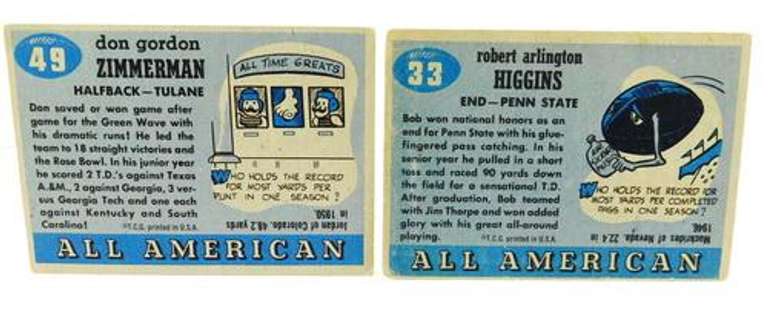 49
don gordon
ZIMMERMAN
HALFBACK—TULANE
Don saved or won game after
game for the Green Wave with
his dramatic runs! He led the
team to 18 straight victories and
the Rose Bowl. In his junior year
he scored 2 T.D.'s against Texas
A.&M., 2 against Georgia, 3 ver-
sus Georgia Tech and one each
against Kentucky and South
Carolina!
©T.C.G. printed in U.S.A.
ALL TIME GREATS
WHO HOLDS THE RECORD
FOR MOST YARDS PER
PUNT IN ONE SEASON?
Jordan of Colorado, 48.2 yards
in 1950
ALL AMERICAN
33
robert arlington
HIGGINS
END—PENN STATE
Bob won national honors as an
end for Penn State with his glue-
fingered pass catching. In his
senior year he pulled in a short
toss and raced 90 yards down
the field for a sensational T.D.
After graduation, Bob teamed
with Jim Thorpe and won added
glory with his great all-around
playing.
©T.C.G. printed in U.S.A.
WHO HOLDS THE RECORD FOR
MOST YARDS PER COMPLETED
PASS IN ONE SEASON?
Mackrides of Nevada, 22.4 in
1946
ALL AMERICAN